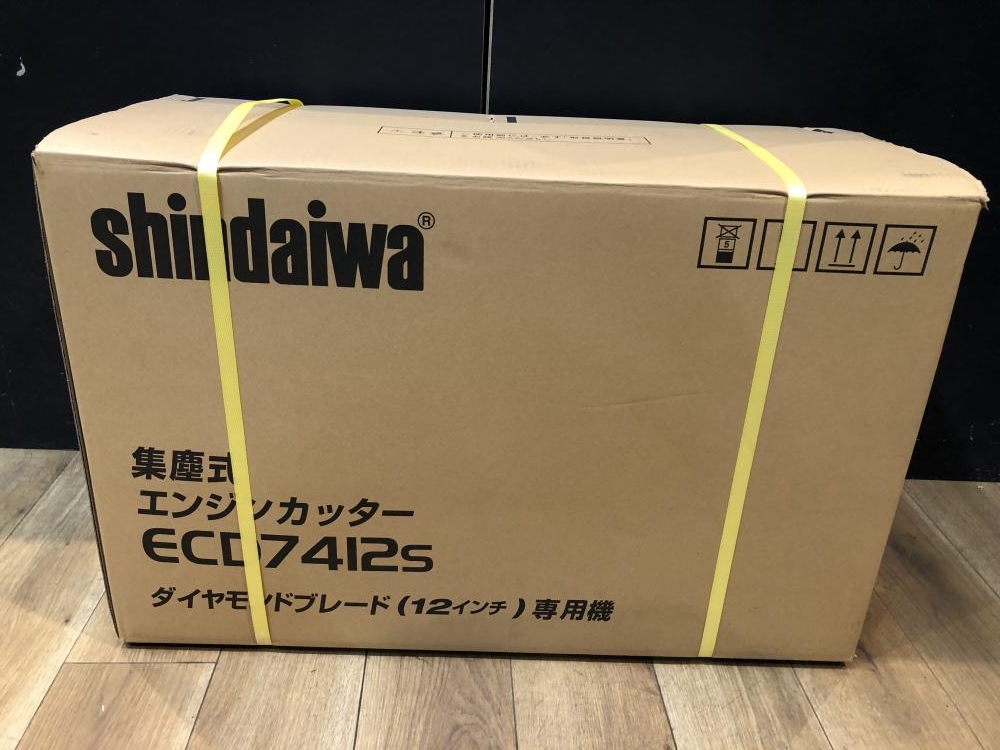 shindaiwa®
5
集塵式
エンジンカッター
ECD7412s
ダイヤモンドブレード(12インチ)専用機